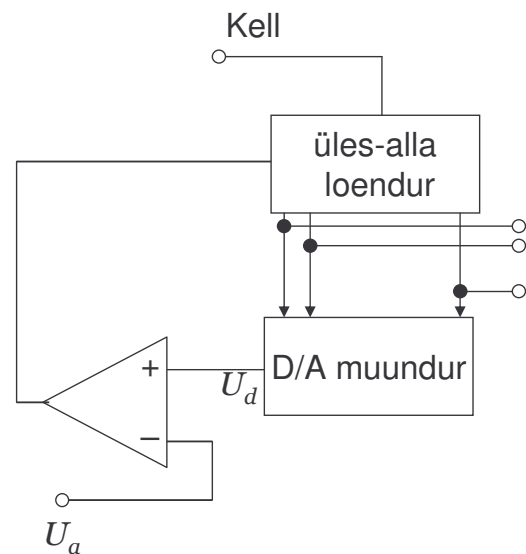 Kell
üles-alla
loendur
D/A muundur
+
U_d
−
U_a